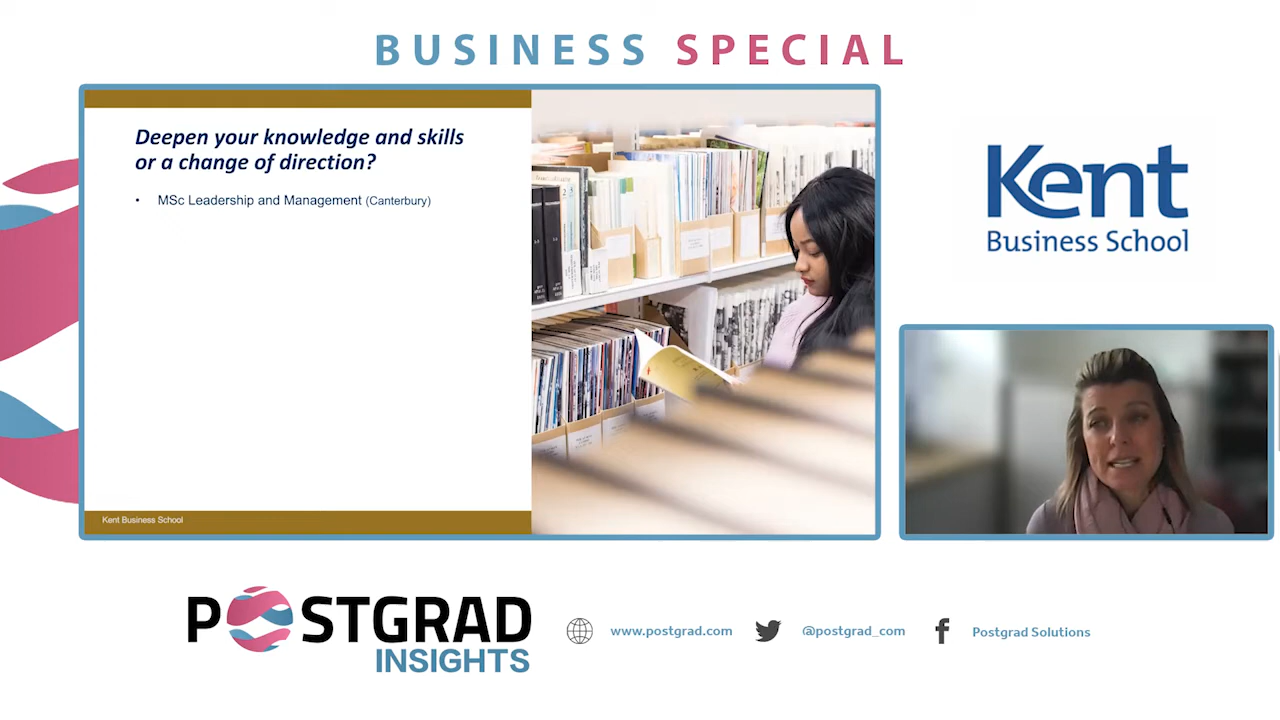 BUSINESS SPECIAL
Deepen your knowledge and skills
or a change of direction?
• MSc Leadership and Management (Canterbury)
Kent Business School
Kent
Business School
POSTGRAD
INSIGHTS
www.postgrad.com
@postgrad_com
Postgrad Solutions